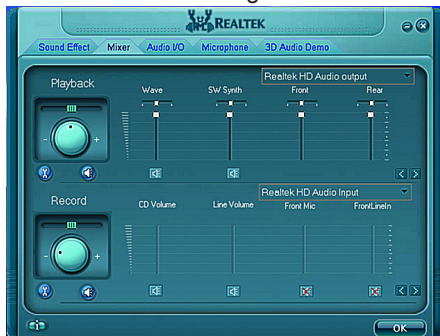 REALTEK
Sound Effect Mixer Audio I/O Microphone 3D Audio Demo
Realtek HD Audio output
Playback
Wave SW Synth Front Rear
- +
Realtek HD Audio Input
Record
CD Volume Line Volume Front Mic FrontLineIn
- +
OK